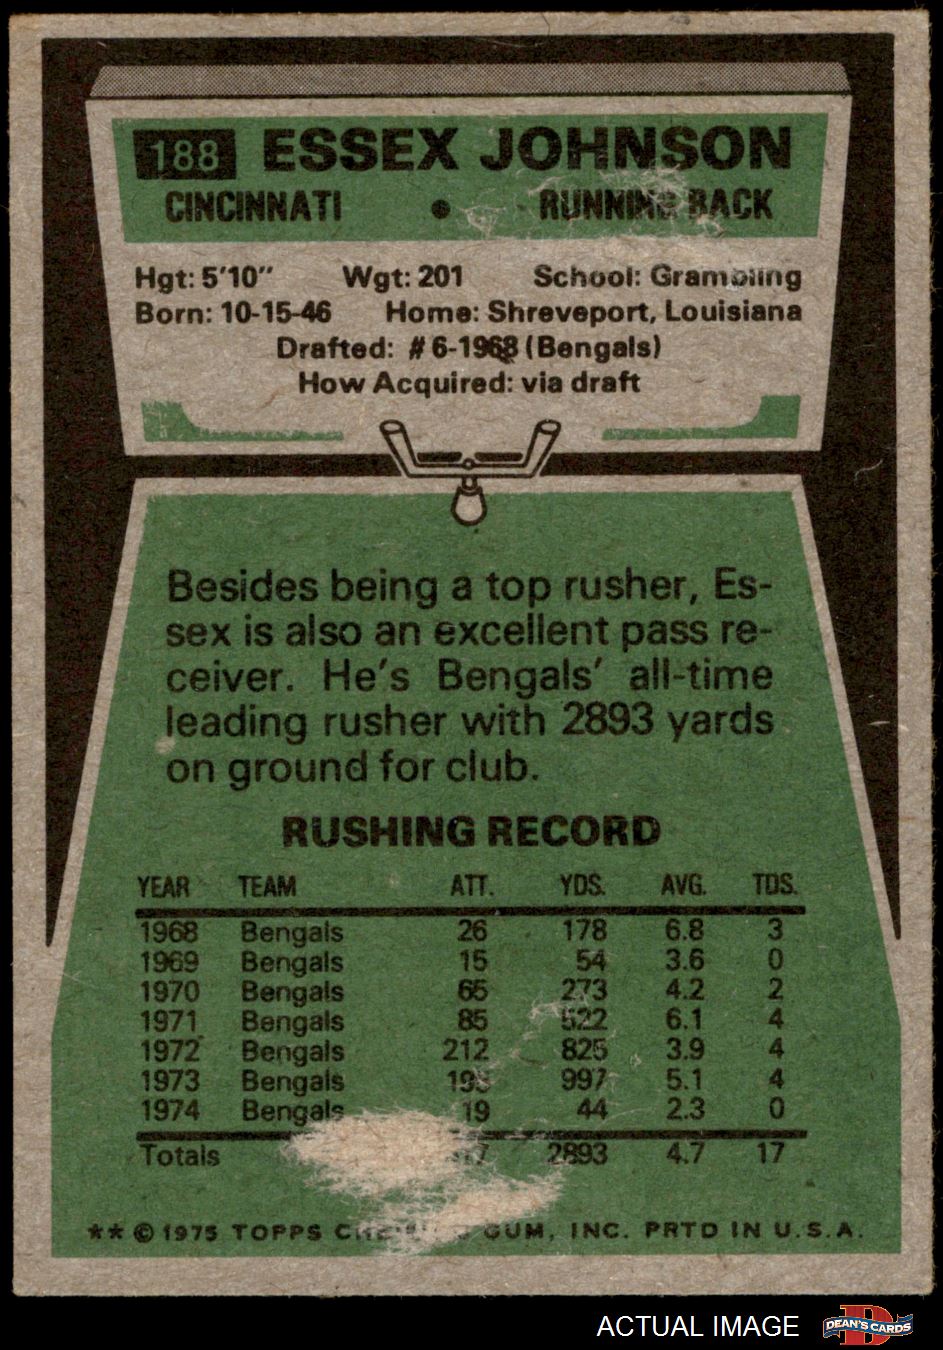 188 ESSEX JOHNSON
CINCINNATI • RUNNING BACK
Hgt: 5'10" Wgt: 201 School: Grambling
Born: 10-15-46 Home: Shreveport, Louisiana
Drafted: # 6-1968 (Bengals)
How Acquired: via draft
Besides being a top rusher, Es-
sex is also an excellent pass re-
ceiver. He's Bengals' all-time
leading rusher with 2893 yards
on ground for club.
RUSHING RECORD
YEAR TEAM ATT. YDS. AVG. TDS.
1968 Bengals 26 178 6.8 3
1969 Bengals 15 54 3.6 0
1970 Bengals 65 273 4.2 2
1971 Bengals 85 522 6.1 4
1972 Bengals 212 825 3.9 4
1973 Bengals 195 997 5.1 4
1974 Bengals 19 44 2.3 0
Totals 2893 4.7 17
** © 1975 TOPPS GUM, INC. PRTD IN U.S.A.
ACTUAL IMAGE DEAN'S CARDS